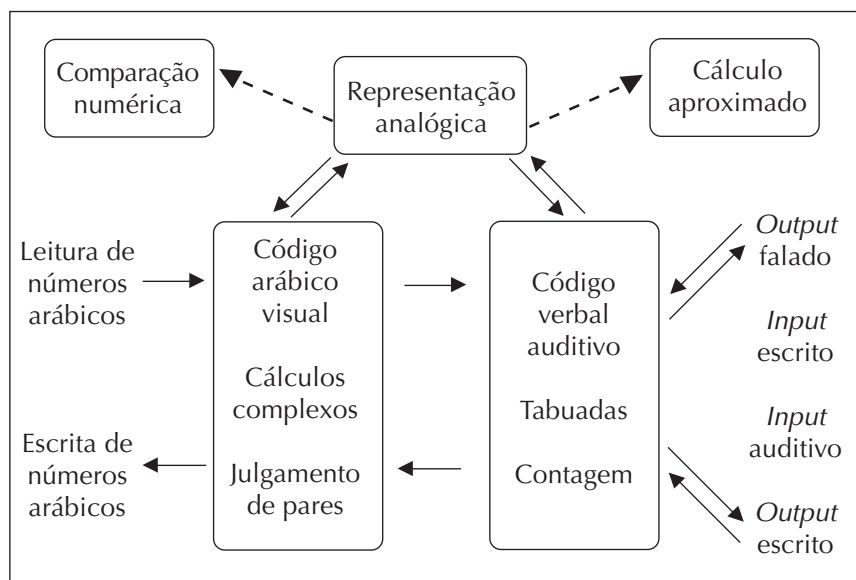 Comparação
numérica
Representação
analógica
Cálculo
aproximado
Leitura de
números
arábicos
Escrita de
números
arábicos
Código
arábico
visual
Cálculos
complexos
Julgamento
de pares
Código
verbal
auditivo
Tabuadas
Contagem
Output
falado
Input
escrito
Input
auditivo
Output
escrito